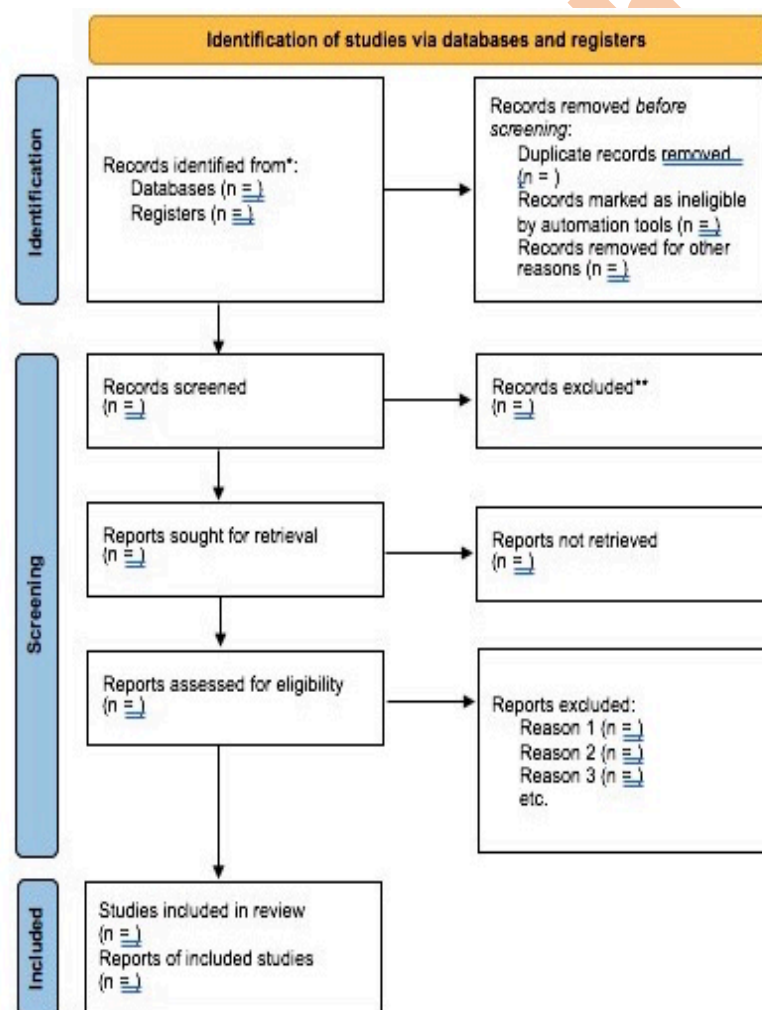 Identification of studies via databases and registers
Identification
Records identified from*:
Databases (n = )
Registers (n = )
Records removed before
screening:
Duplicate records removed
(n = )
Records marked as ineligible
by automation tools (n = )
Records removed for other
reasons (n = )
Screening
Records screened
(n = )
Records excluded**
(n = )
Reports sought for retrieval
(n = )
Reports not retrieved
(n = )
Reports assessed for eligibility
(n = )
Reports excluded:
Reason 1 (n = )
Reason 2 (n = )
Reason 3 (n = )
etc.
Included
Studies included in review
(n = )
Reports of included studies
(n = )